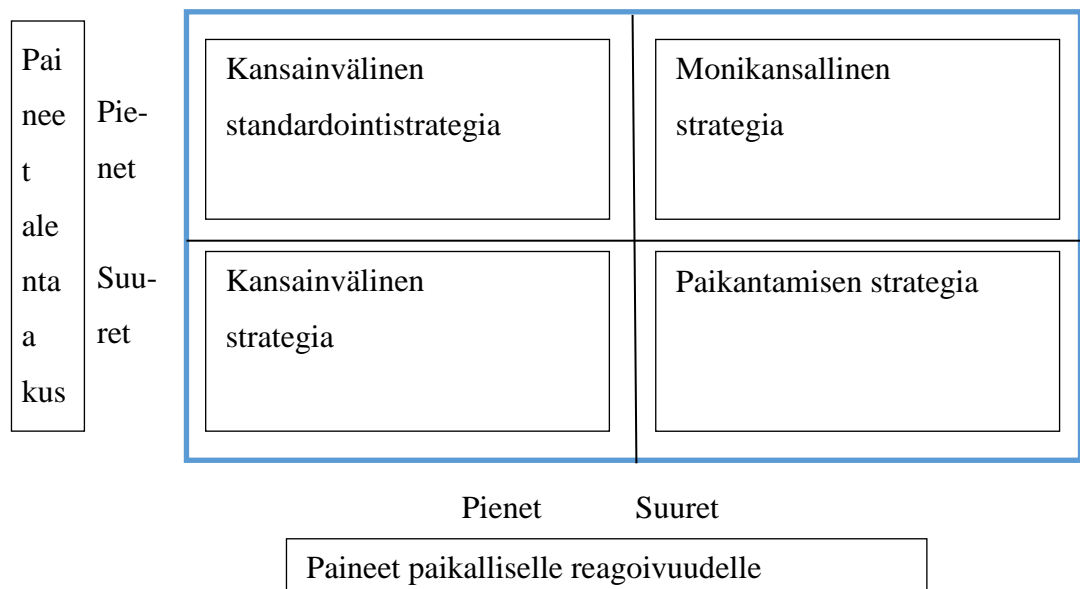 Pai
nee
t
ale
nta
a
kus
Pie-
net
Suu-
ret
Kansainvälinen
standardointistrategia
Monikansallinen
strategia
Kansainvälinen
strategia
Paikantamisen strategia
Pienet Suuret
Paineet paikalliselle reagoivuudelle